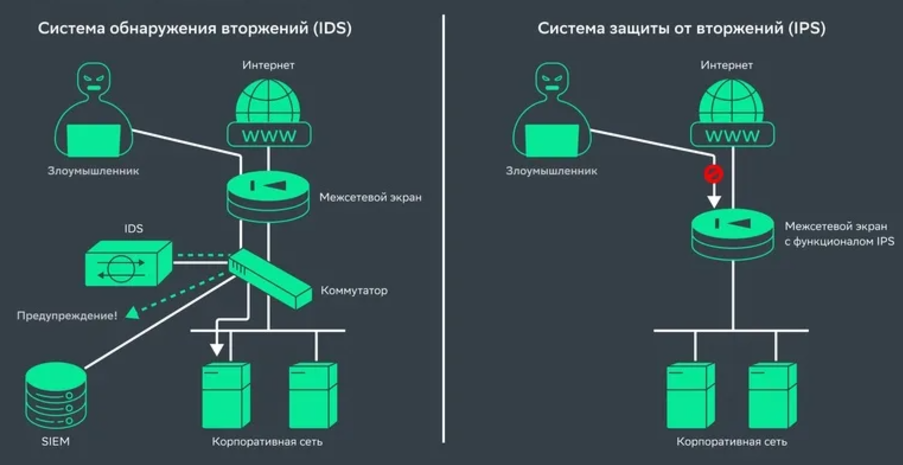 Система обнаружения вторжений (IDS)
Интернет
WWW
Злоумышленник
Межсетевой экран
IDS
Коммутатор
Предупреждение!
SIEM
Корпоративная сеть
Система защиты от вторжений (IPS)
Интернет
WWW
Злоумышленник
Межсетевой экран
с функционалом IPS
Корпоративная сеть